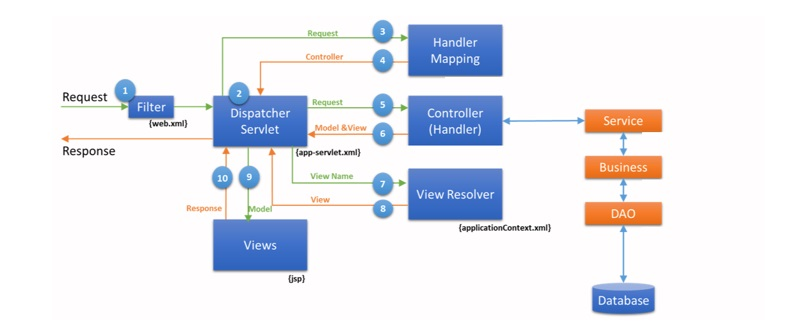 Request
3
Handler
Mapping
Controller
4
1
Request
Filter
{web.xml}
2
Dispatcher
Servlet
{app-servlet.xml}
Request
5
Controller
(Handler)
Model &View
6
Service
Response
Business
10
9
View Name
7
View Resolver
View
8
{applicationContext.xml}
DAO
Response
Model
Views
{jsp}
Database